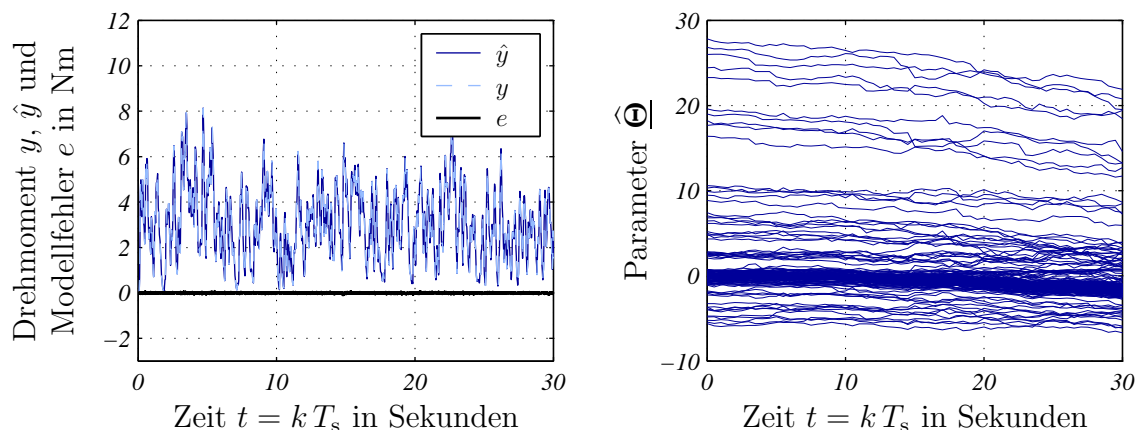 Drehmoment y, ŷ und
Modellfehler e in Nm
12
10
8
6
4
2
0
−2
0
10
20
30
Zeit t = k Tₛ in Sekunden
ŷ
y
e
Parameter Θ̲̂
30
20
10
0
−10
0
10
20
30
Zeit t = k Tₛ in Sekunden